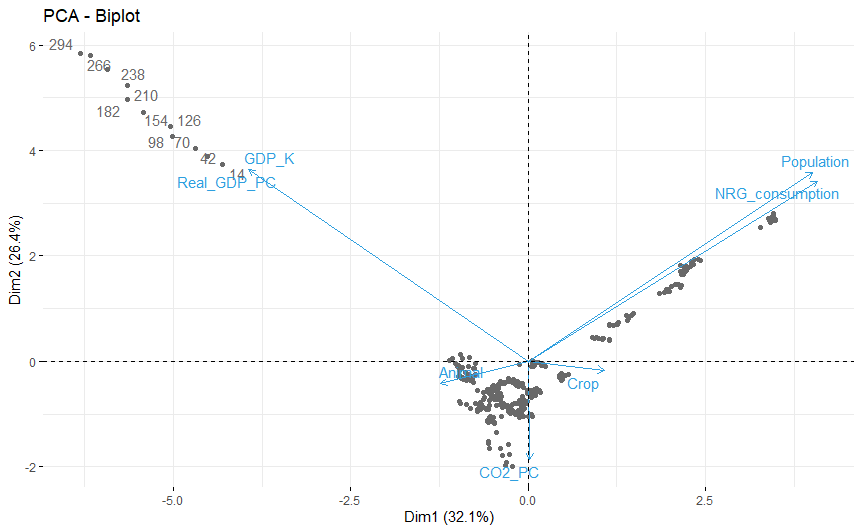 PCA - Biplot
6
4
2
0
-2
Dim2 (26.4%)
294
266
238
210
182
154 126
98 70
42
14
GDP_K
Real_GDP_PC
Population
NRG_consumption
Animal
Crop
CO2_PC
-5.0 -2.5 0.0 2.5
Dim1 (32.1%)